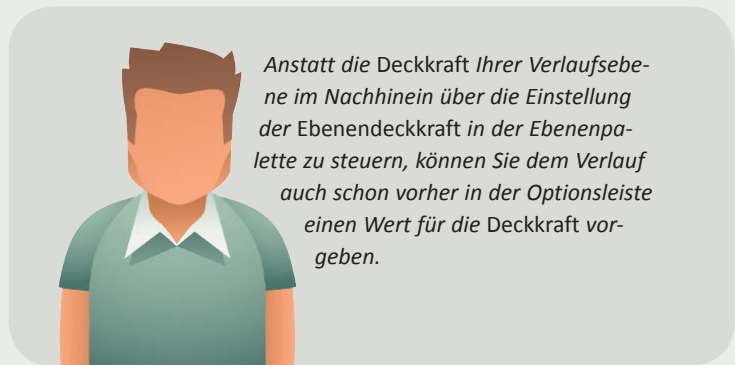 Anstatt die Deckkraft Ihrer Verlaufsebe-
ne im Nachhinein über die Einstellung
der Ebenendeckkraft in der Ebenenpa-
lette zu steuern, können Sie dem Verlauf
auch schon vorher in der Optionsleiste
einen Wert für die Deckkraft vor-
geben.